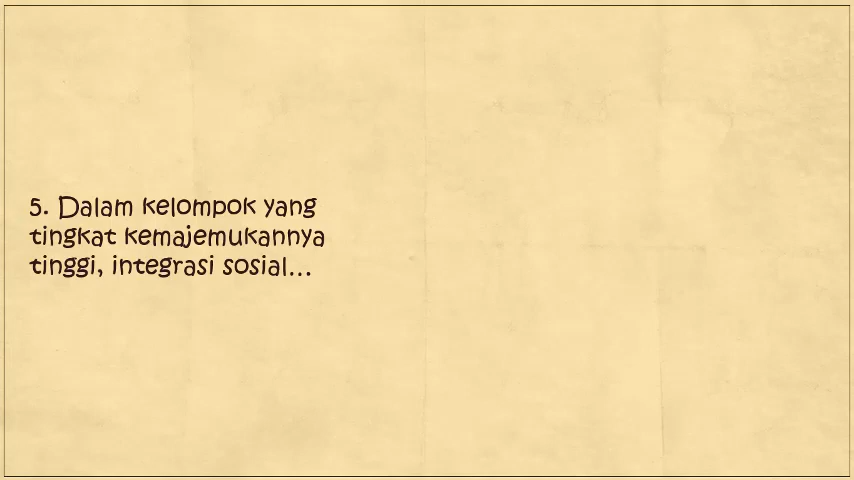 5. Dalam kelompok yang
tingkat kemajemukannya
tinggi, integrasi sosial...